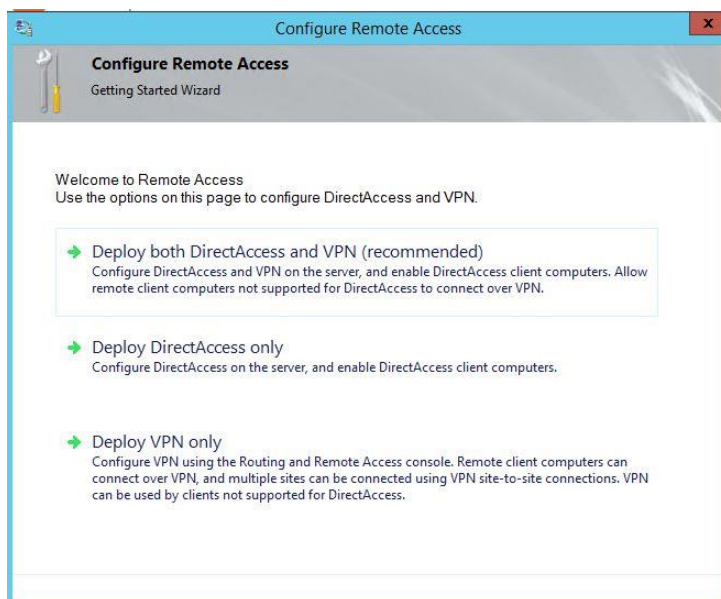 Configure Remote Access
x
Configure Remote Access
Getting Started Wizard
Welcome to Remote Access
Use the options on this page to configure DirectAccess and VPN.
Deploy both DirectAccess and VPN (recommended)
Configure DirectAccess and VPN on the server, and enable DirectAccess client computers. Allow
remote client computers not supported for DirectAccess to connect over VPN.
Deploy DirectAccess only
Configure DirectAccess on the server, and enable DirectAccess client computers.
Deploy VPN only
Configure VPN using the Routing and Remote Access console. Remote client computers can
connect over VPN, and multiple sites can be connected using VPN site-to-site connections. VPN
can be used by clients not supported for DirectAccess.